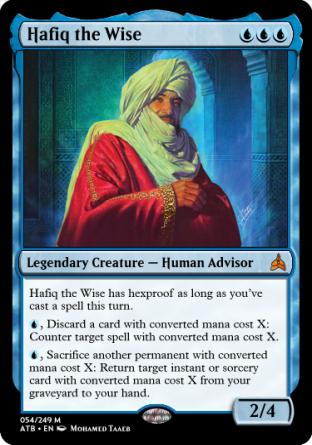 Hafiq the Wise
Legendary Creature — Human Advisor
Hafiq the Wise has hexproof as long as you've
cast a spell this turn.
, Discard a card with converted mana cost X:
Counter target spell with converted mana cost X.
, Sacrifice another permanent with converted
mana cost X: Return target instant or sorcery
card with converted mana cost X from your
graveyard to your hand.
2/4
054/249 M
ATB • EN MOHAMED TAAEB